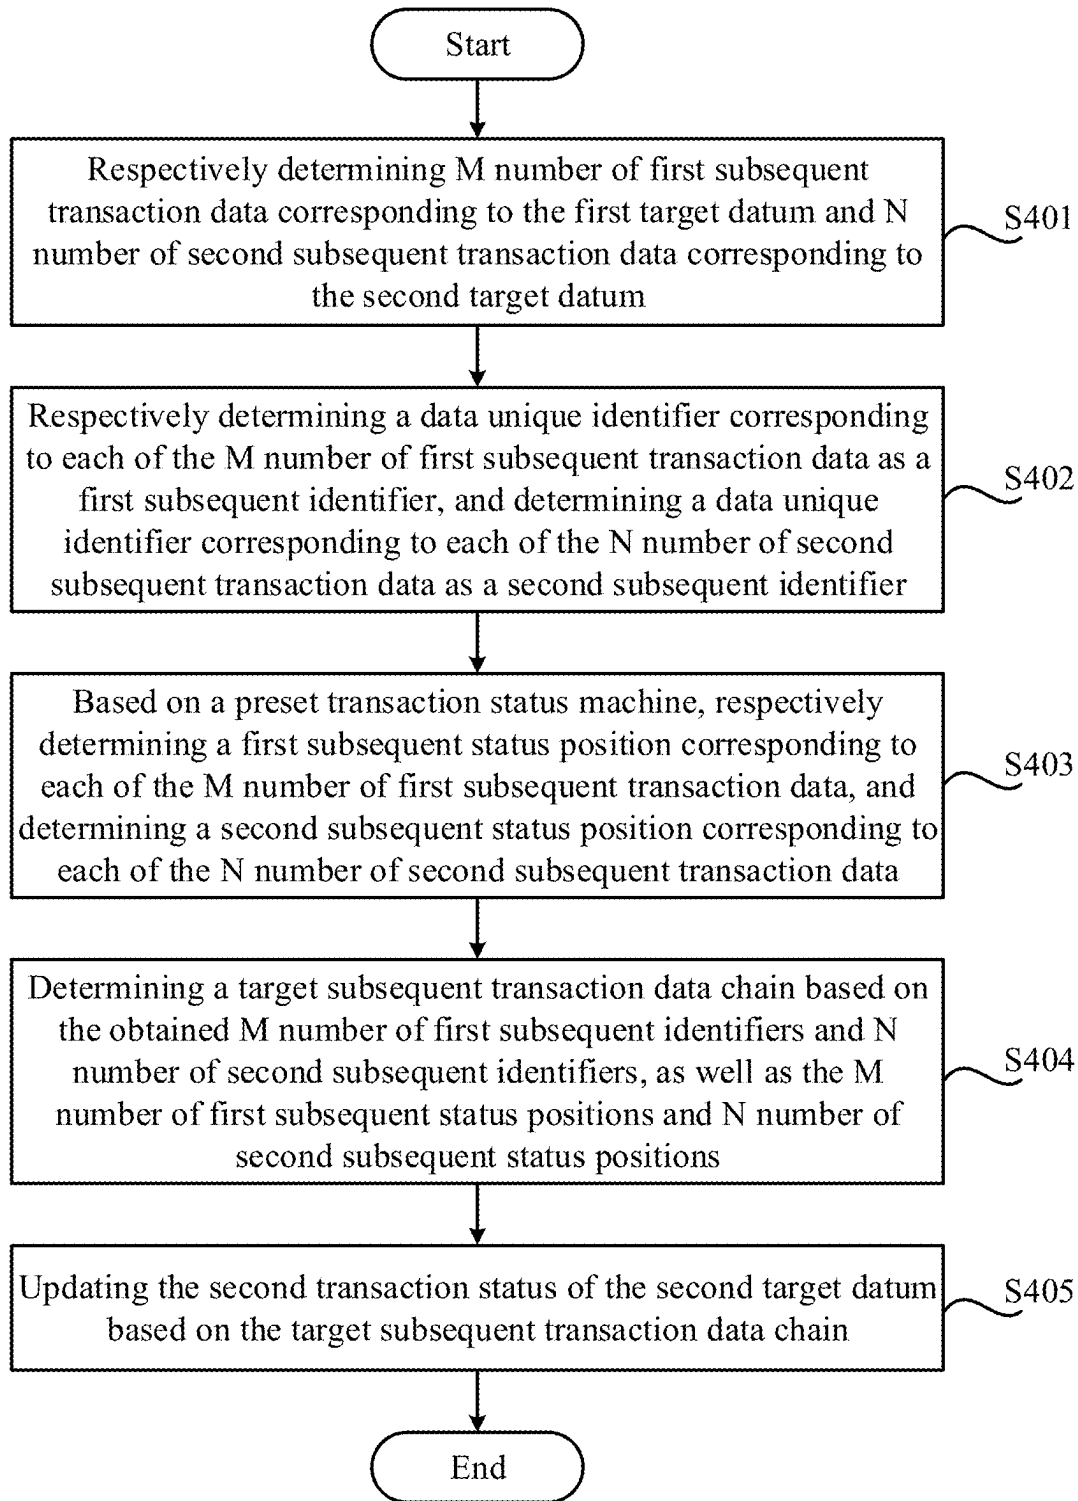 Start
Respectively determining M number of first subsequent
transaction data corresponding to the first target datum and N
number of second subsequent transaction data corresponding to
the second target datum
S401
Respectively determining a data unique identifier corresponding
to each of the M number of first subsequent transaction data as a
first subsequent identifier, and determining a data unique
identifier corresponding to each of the N number of second
subsequent transaction data as a second subsequent identifier
S402
Based on a preset transaction status machine, respectively
determining a first subsequent status position corresponding to
each of the M number of first subsequent transaction data, and
determining a second subsequent status position corresponding to
each of the N number of second subsequent transaction data
S403
Determining a target subsequent transaction data chain based on
the obtained M number of first subsequent identifiers and N
number of second subsequent identifiers, as well as the M
number of first subsequent status positions and N number of
second subsequent status positions
S404
Updating the second transaction status of the second target datum
based on the target subsequent transaction data chain
S405
End